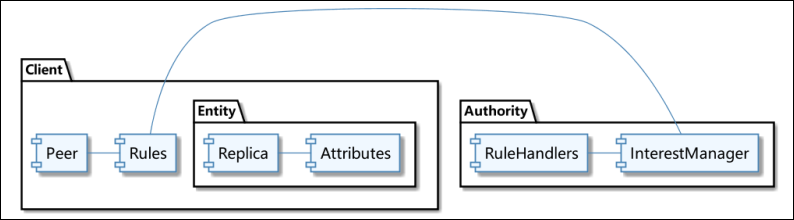 Client
Entity
Authority
Peer
Rules
Replica
Attributes
RuleHandlers
InterestManager